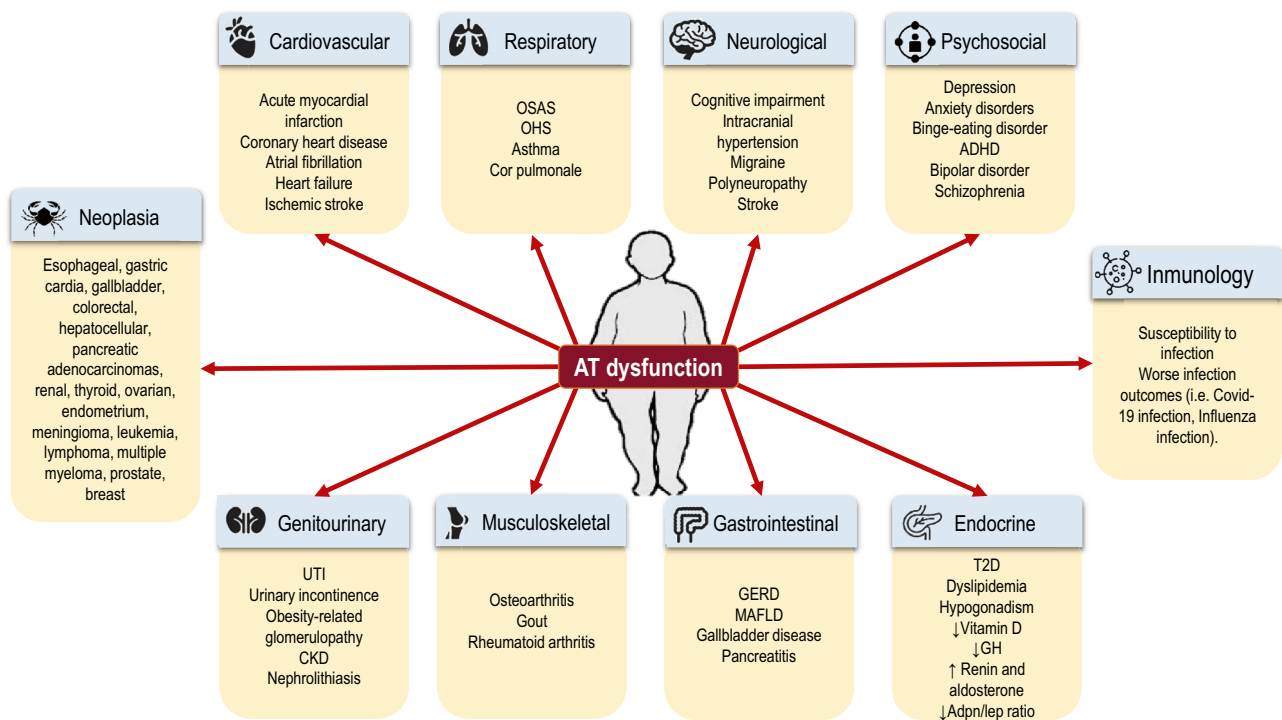 Cardiovascular
Acute myocardial
infarction
Coronary heart disease
Atrial fibrillation
Heart failure
Ischemic stroke
Respiratory
OSAS
OHS
Asthma
Cor pulmonale
Neurological
Cognitive impairment
Intracranial
hypertension
Migraine
Polyneuropathy
Stroke
Psychosocial
Depression
Anxiety disorders
Binge-eating disorder
ADHD
Bipolar disorder
Schizophrenia
Neoplasia
Esophageal, gastric
cardia, gallbladder,
colorectal,
hepatocellular,
pancreatic
adenocarcinomas,
renal, thyroid, ovarian,
endometrium,
meningioma, leukemia,
lymphoma, multiple
myeloma, prostate,
breast
AT dysfunction
Inmunology
Susceptibility to
infection
Worse infection
outcomes (i.e. Covid-
19 infection, Influenza
infection).
Genitourinary
UTI
Urinary incontinence
Obesity-related
glomerulopathy
CKD
Nephrolithiasis
Musculoskeletal
Osteoarthritis
Gout
Rheumatoid arthritis
Gastrointestinal
GERD
MAFLD
Gallbladder disease
Pancreatitis
Endocrine
T2D
Dyslipidemia
Hypogonadism
↓Vitamin D
↓GH
↑ Renin and
aldosterone
↓Adpn/lep ratio